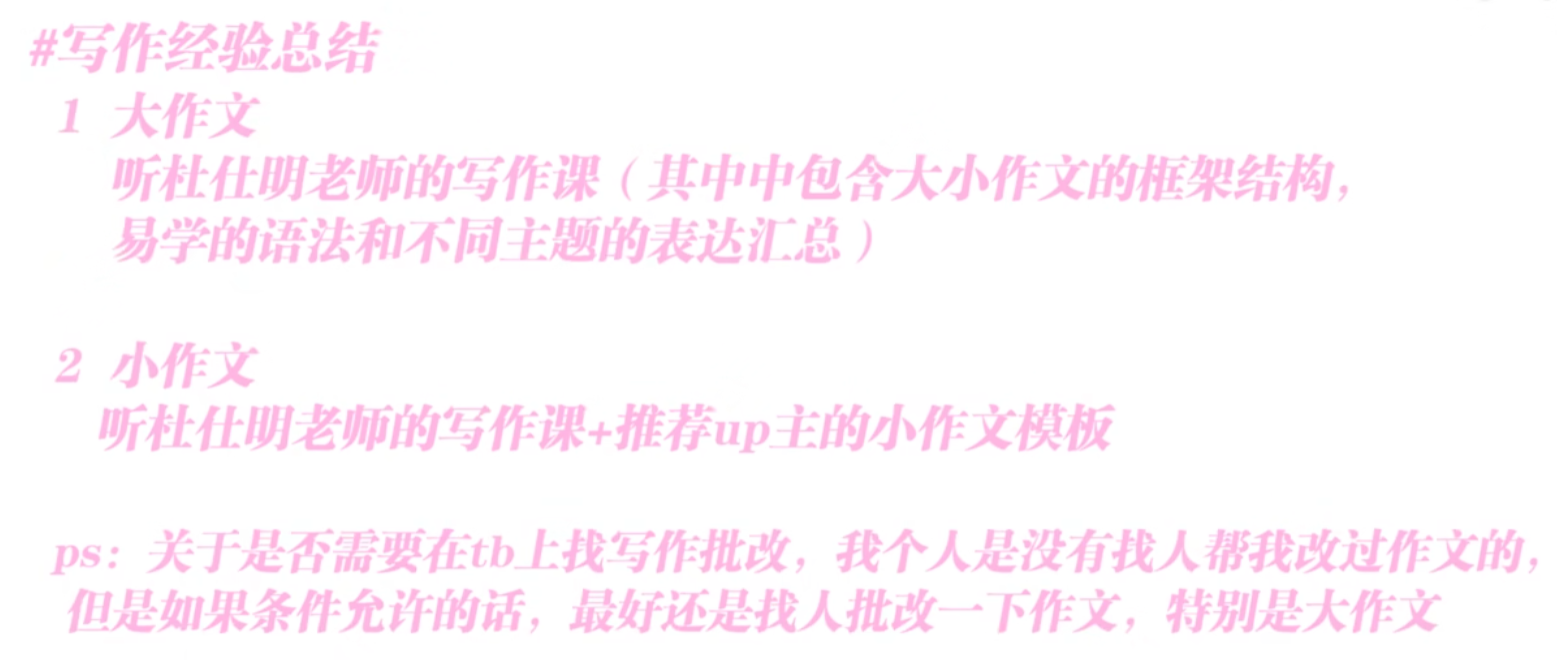 #写作经验总结
1 大作文
听杜仕明老师的写作课（其中中包含大小作文的框架结构，
易学的语法和不同主题的表达汇总）
2 小作文
听杜仕明老师的写作课+推荐up主的小作文模板
ps：关于是否需要在tb上找写作批改，我个人是没有找人帮我改过作文的，
但是如果条件允许的话，最好还是找人批改一下作文，特别是大作文